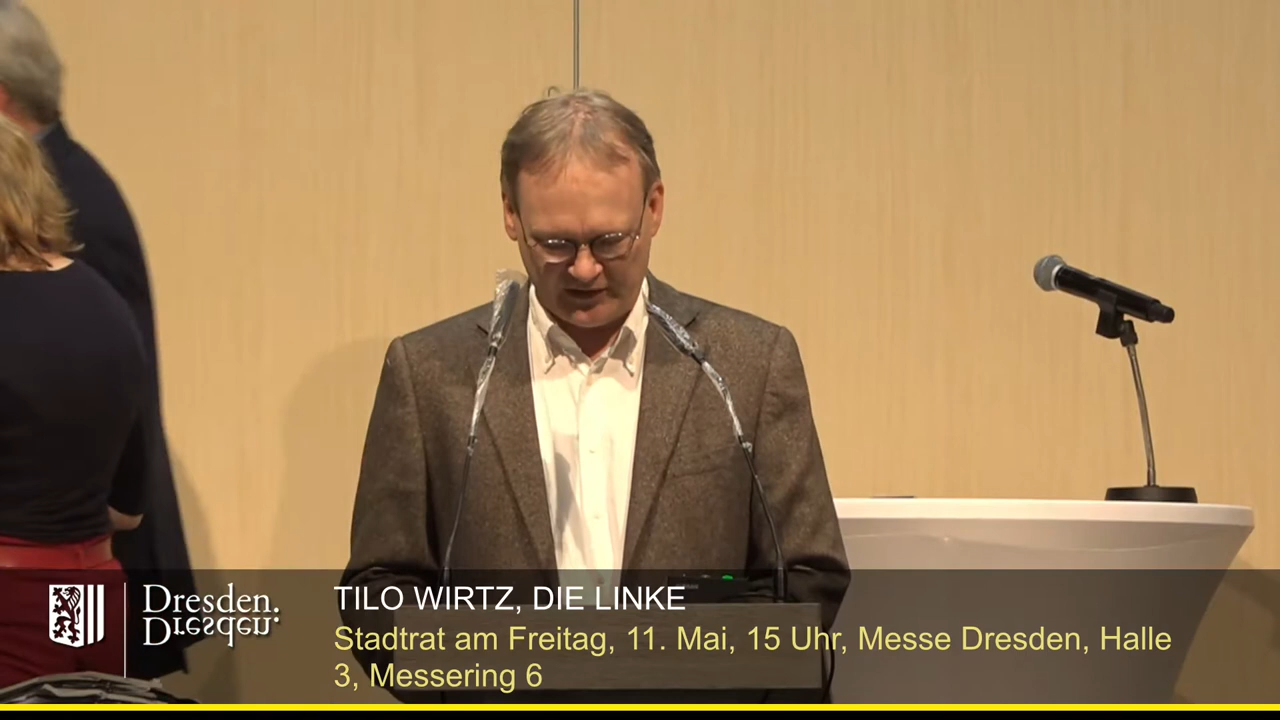 TILO WIRTZ, DIE LINKE
Dresden.
Dresden.
Stadtrat am Freitag, 11. Mai, 15 Uhr, Messe Dresden, Halle
3, Messering 6